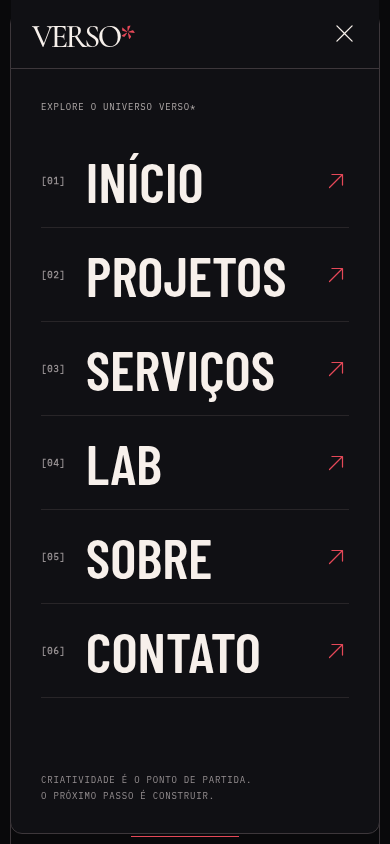 VERSO*
EXPLORE O UNIVERSO VERSO*
[01] INÍCIO
[02] PROJETOS
[03] SERVIÇOS
[04] LAB
[05] SOBRE
[06] CONTATO
CRIATIVIDADE É O PONTO DE PARTIDA.
O PRÓXIMO PASSO É CONSTRUIR.